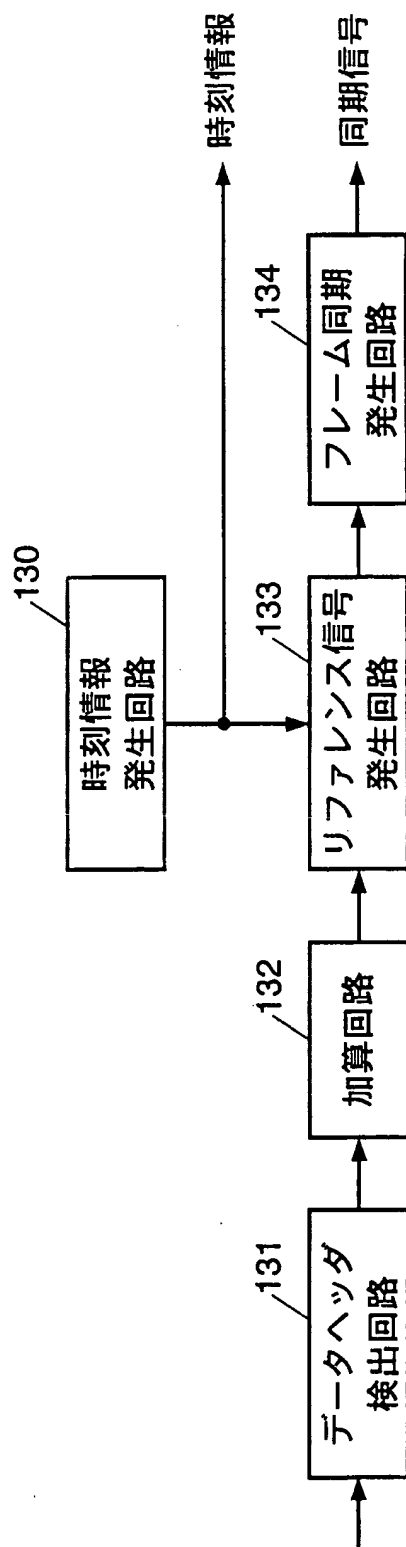 130
時刻情報
発生回路
時刻情報
131
データヘッダ
検出回路
132
加算回路
133
リファレンス信号
発生回路
134
フレーム同期
発生回路
同期信号